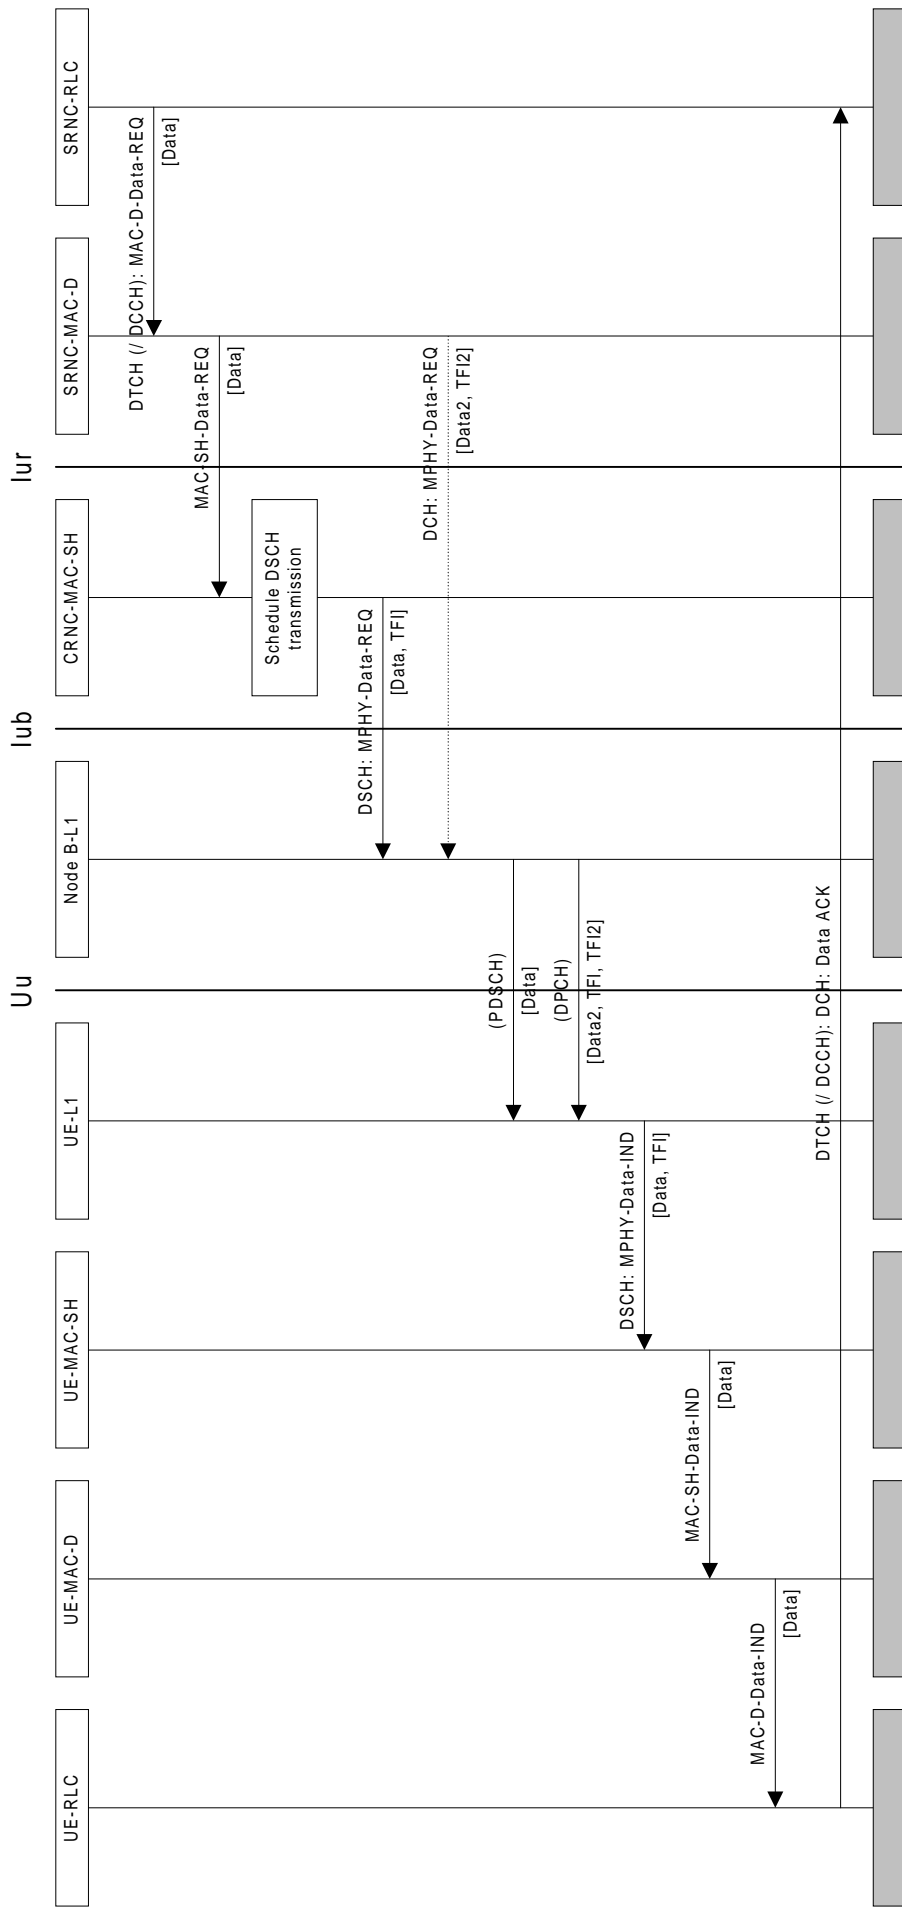 Uu
Iub
Iur
UE-RLC
UE-MAC-D
UE-MAC-SH
UE-L1
Node B-L1
CRNC-MAC-SH
SRNC-MAC-D
SRNC-RLC
DTCH (/ DCCH): MAC-D-Data-REQ
[Data]
MAC-SH-Data-REQ
[Data]
Schedule DSCH
transmission
DSCH: MPHY-Data-REQ
[Data, TFI]
DCH: MPHY-Data-REQ
[Data2, TFI2]
(PDSCH)
[Data]
(DPCH)
[Data2, TFI, TFI2]
DSCH: MPHY-Data-IND
[Data, TFI]
MAC-SH-Data-IND
[Data]
MAC-D-Data-IND
[Data]
DTCH (/ DCCH): DCH: Data ACK